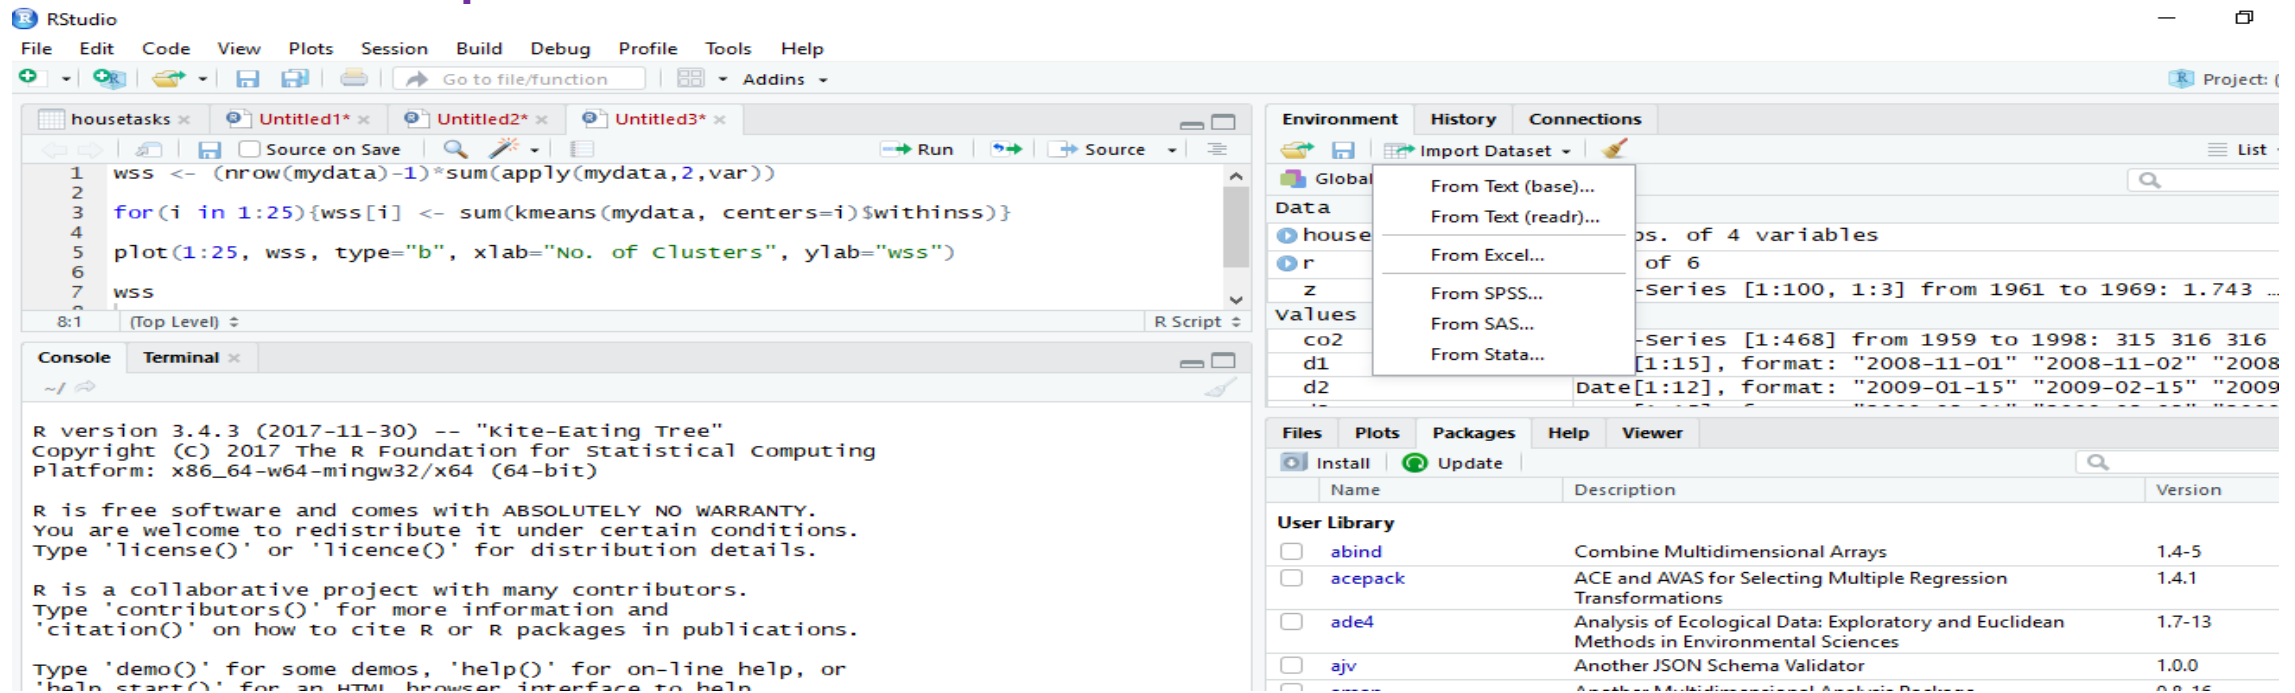 RStudio
File Edit Code View Plots Session Build Debug Profile Tools Help
Go to file/function Addins Project: (
housetasks Untitled1* Untitled2* Untitled3*
Source on Save Run Source
1 wss <- (nrow(mydata)-1)*sum(apply(mydata,2,var))
2
3 for(i in 1:25){wss[i] <- sum(kmeans(mydata, centers=i)$withinss)}
4
5 plot(1:25, wss, type="b", xlab="No. of Clusters", ylab="wss")
6
7 wss
8:1 (Top Level) R Script
Console Terminal
~/
R version 3.4.3 (2017-11-30) -- "Kite-Eating Tree"
Copyright (C) 2017 The R Foundation for Statistical Computing
Platform: x86_64-w64-mingw32/x64 (64-bit)
R is free software and comes with ABSOLUTELY NO WARRANTY.
You are welcome to redistribute it under certain conditions.
Type 'license()' or 'licence()' for distribution details.
R is a collaborative project with many contributors.
Type 'contributors()' for more information and
'citation()' on how to cite R or R packages in publications.
Type 'demo()' for some demos, 'help()' for on-line help, or
'help.start()' for an HTML browser interface to help.
Environment History Connections
Import Dataset List
Global
From Text (base)...
From Text (readr)...
From Excel...
From SPSS...
From SAS...
From Stata...
Data
house bs. of 4 variables
r of 6
z -Series [1:100, 1:3] from 1961 to 1969: 1.743 ...
Values
co2 -Series [1:468] from 1959 to 1998: 315 316 316
d1 [1:15], format: "2008-11-01" "2008-11-02" "2008
d2 Date[1:12], format: "2009-01-15" "2009-02-15" "2009
Files Plots Packages Help Viewer
Install Update
Name Description Version
User Library
abind Combine Multidimensional Arrays 1.4-5
acepack ACE and AVAS for Selecting Multiple Regression 1.4.1
Transformations
ade4 Analysis of Ecological Data: Exploratory and Euclidean 1.7-13
Methods in Environmental Sciences
ajv Another JSON Schema Validator 1.0.0